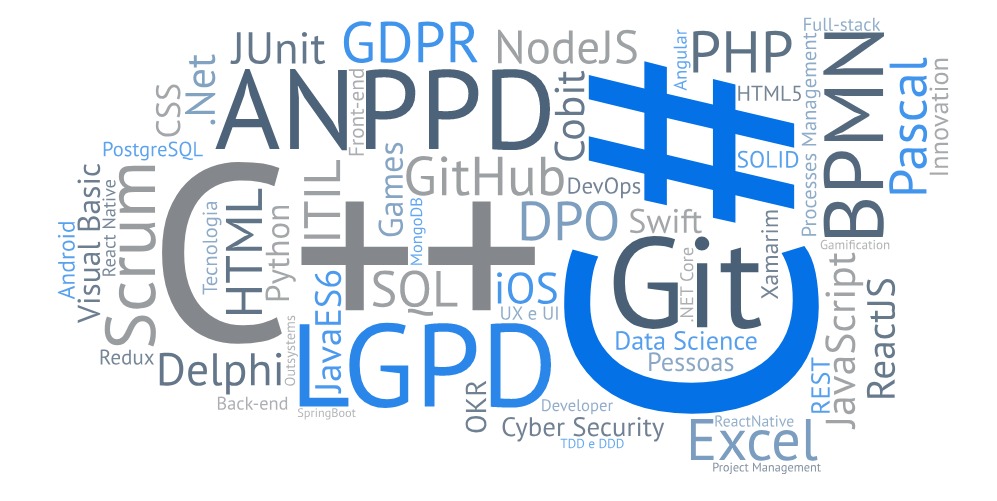 Full-stack
JUnit
GDPR
NodeJS
Angular
PHP
.Net
ANPPD
Front-end
Cobit
C#
HTML5
Processes Management
BPMN
Pascal
Innovation
CSS
PostgreSQL
SOLID
Games
GitHub
DevOps
ITIL
C++
Visual Basic
React Native
Android
Scrum
Tecnologia
HTML
Python
MongoDB
DPO
Swift
Xamarim
Gamification
Git
.NET Core
SQL
iOS
UX e UI
JavaES6
Data Science
Pessoas
JavaScript
ReactJS
Redux
Delphi
Outsystems
LGPD
REST
Back-end
SpringBoot
OKR
Developer
Cyber Security
TDD e DDD
ReactNative
Excel
Project Management